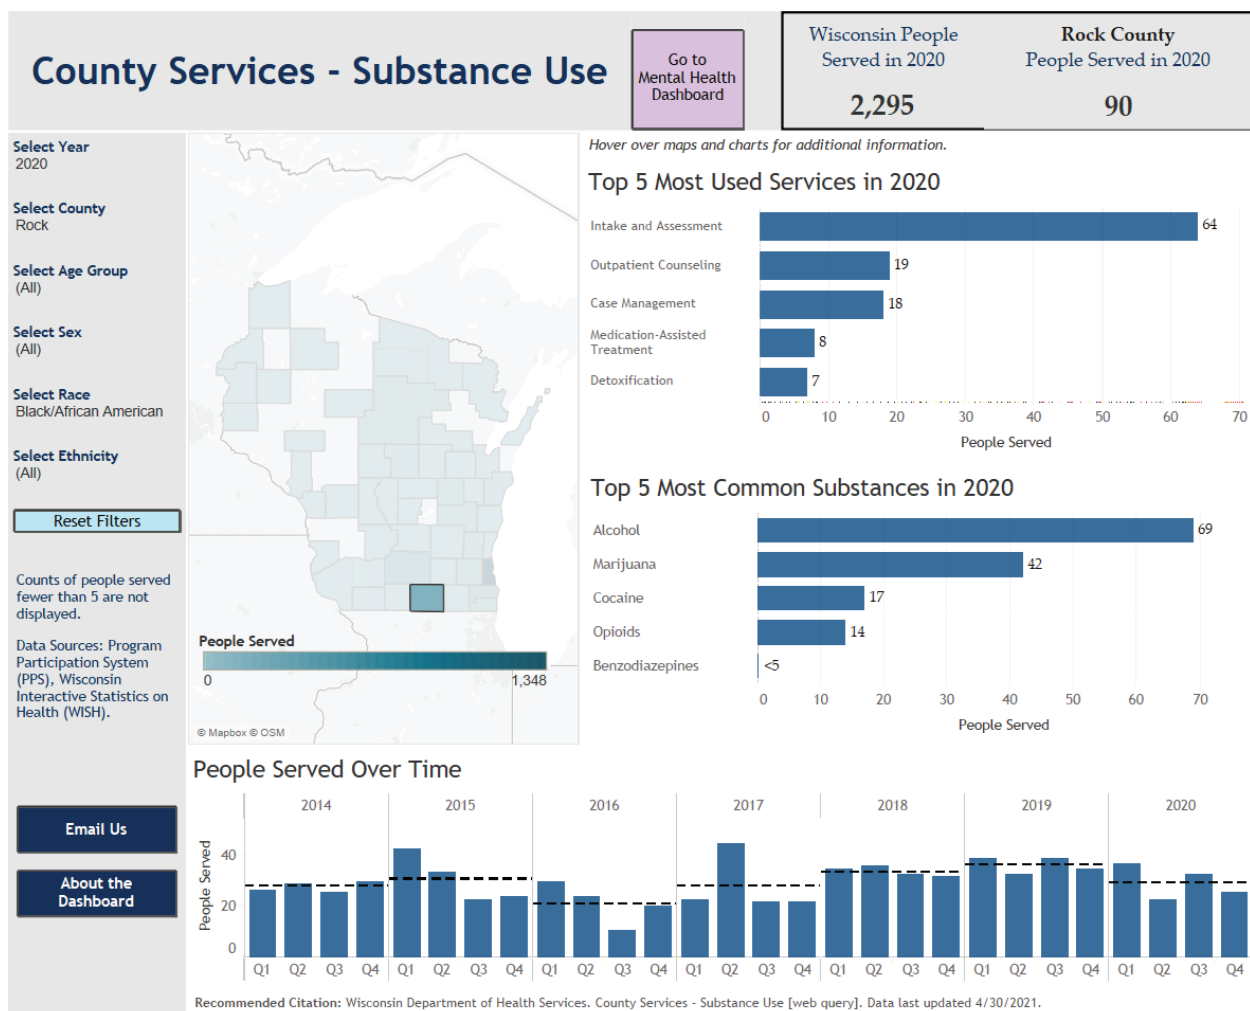 County Services - Substance Use
Go to
Mental Health
Dashboard
Wisconsin People
Served in 2020
2,295
Rock County
People Served in 2020
90
Select Year
2020
Select County
Rock
Select Age Group
(All)
Select Sex
(All)
Select Race
Black/African American
Select Ethnicity
(All)
Reset Filters
Counts of people served
fewer than 5 are not
displayed.
Data Sources: Program
Participation System
(PPS), Wisconsin
Interactive Statistics on
Health (WISH).
Email Us
About the
Dashboard
People Served
0 1,348
© Mapbox © OSM
Hover over maps and charts for additional information.
Top 5 Most Used Services in 2020
Intake and Assessment 64
Outpatient Counseling 19
Case Management 18
Medication-Assisted
Treatment 8
Detoxification 7
0 10 20 30 40 50 60 70
People Served
Top 5 Most Common Substances in 2020
Alcohol 69
Marijuana 42
Cocaine 17
Opioids 14
Benzodiazepines <5
0 10 20 30 40 50 60 70
People Served
People Served Over Time
2014 2015 2016 2017 2018 2019 2020
People Served
40
20
0
Q1 Q2 Q3 Q4 Q1 Q2 Q3 Q4 Q1 Q2 Q3 Q4 Q1 Q2 Q3 Q4 Q1 Q2 Q3 Q4 Q1 Q2 Q3 Q4 Q1 Q2 Q3 Q4
Recommended Citation: Wisconsin Department of Health Services. County Services - Substance Use [web query]. Data last updated 4/30/2021.